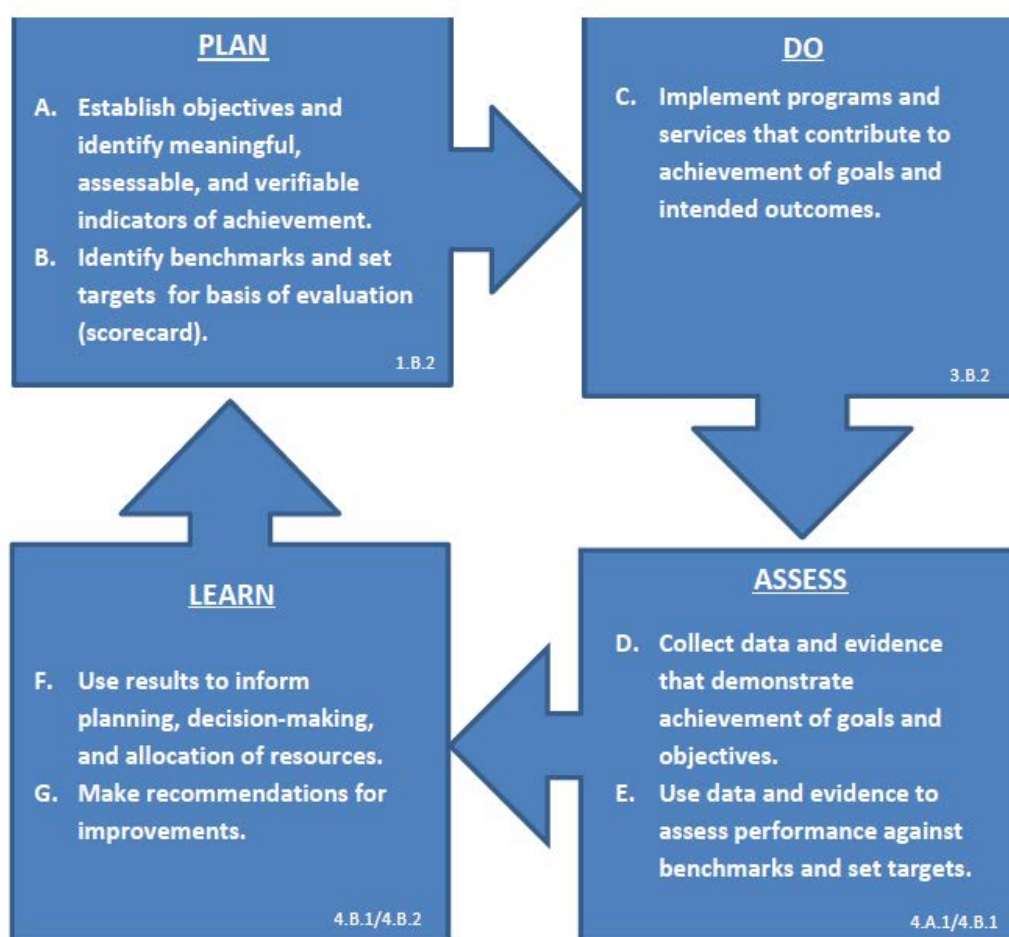 PLAN
A. Establish objectives and
identify meaningful,
assessable, and verifiable
indicators of achievement.
B. Identify benchmarks and set
targets for basis of evaluation
(scorecard).
1.B.2
DO
C. Implement programs and
services that contribute to
achievement of goals and
intended outcomes.
3.B.2
ASSESS
D. Collect data and evidence
that demonstrate
achievement of goals and
objectives.
E. Use data and evidence to
assess performance against
benchmarks and set targets.
4.A.1/4.B.1
LEARN
F. Use results to inform
planning, decision-making,
and allocation of resources.
G. Make recommendations for
improvements.
4.B.1/4.B.2